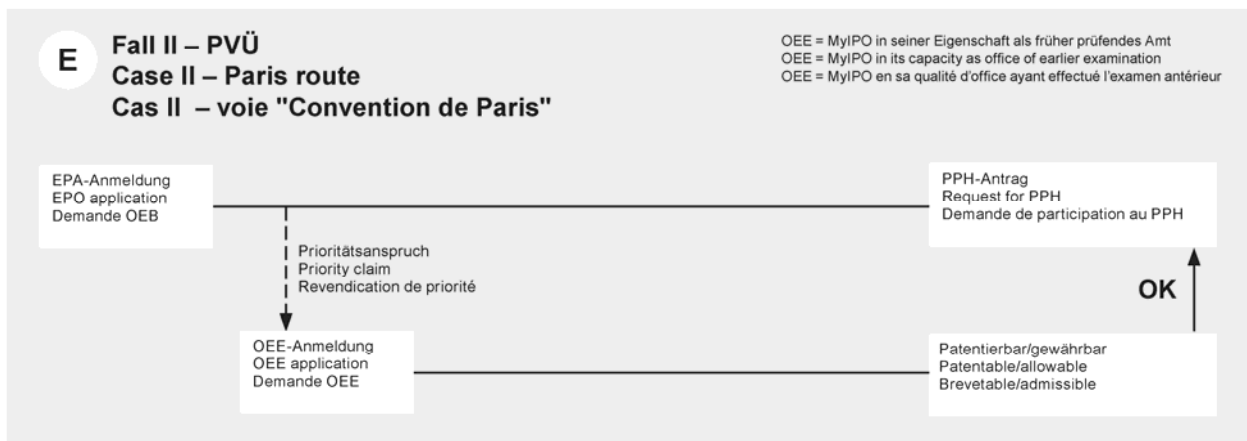 E
Fall II – PVÜ
Case II – Paris route
Cas II – voie "Convention de Paris"
OEE = MyIPO in seiner Eigenschaft als früher prüfendes Amt
OEE = MyIPO in its capacity as office of earlier examination
OEE = MyIPO en sa qualité d'office ayant effectué l'examen antérieur
EPA-Anmeldung
EPO application
Demande OEB
PPH-Antrag
Request for PPH
Demande de participation au PPH
Prioritätsanspruch
Priority claim
Revendication de priorité
OK
OEE-Anmeldung
OEE application
Demande OEE
Patentierbar/gewährbar
Patentable/allowable
Brevetable/admissible